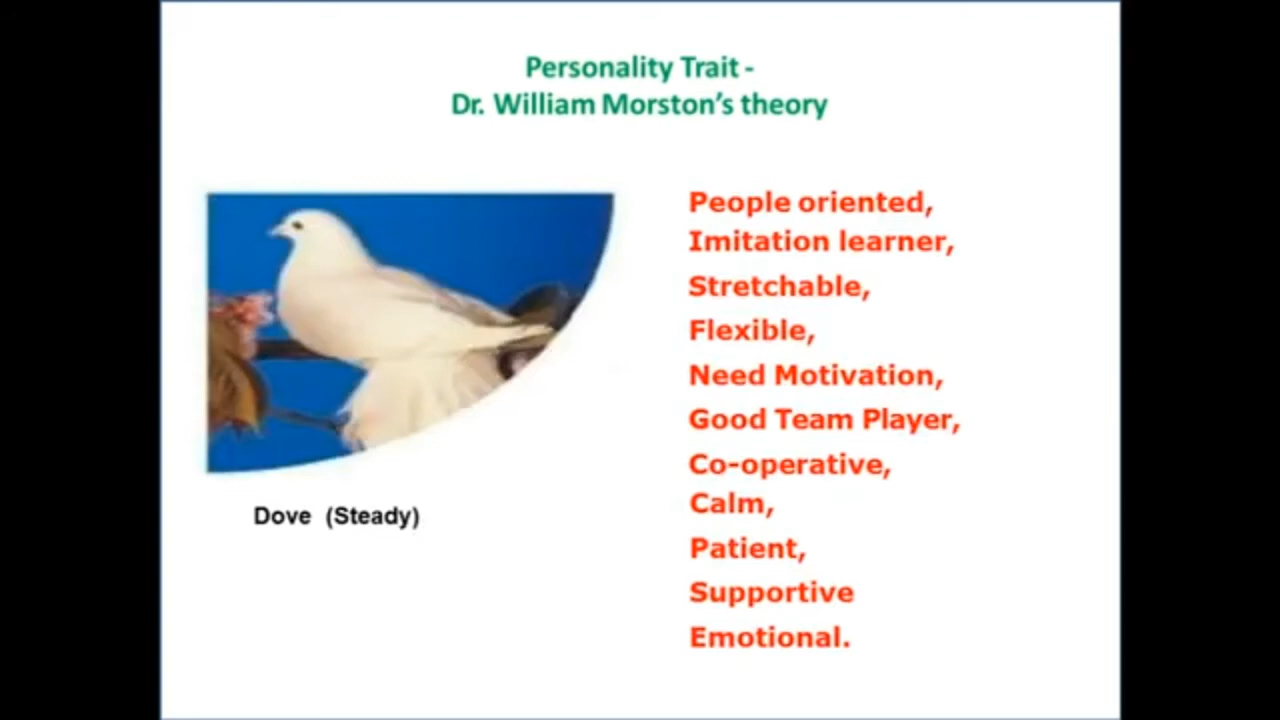 Personality Trait -
Dr. William Morston's theory
People oriented,
Imitation learner,
Stretchable,
Flexible,
Need Motivation,
Good Team Player,
Co-operative,
Calm,
Patient,
Supportive
Emotional.
Dove (Steady)